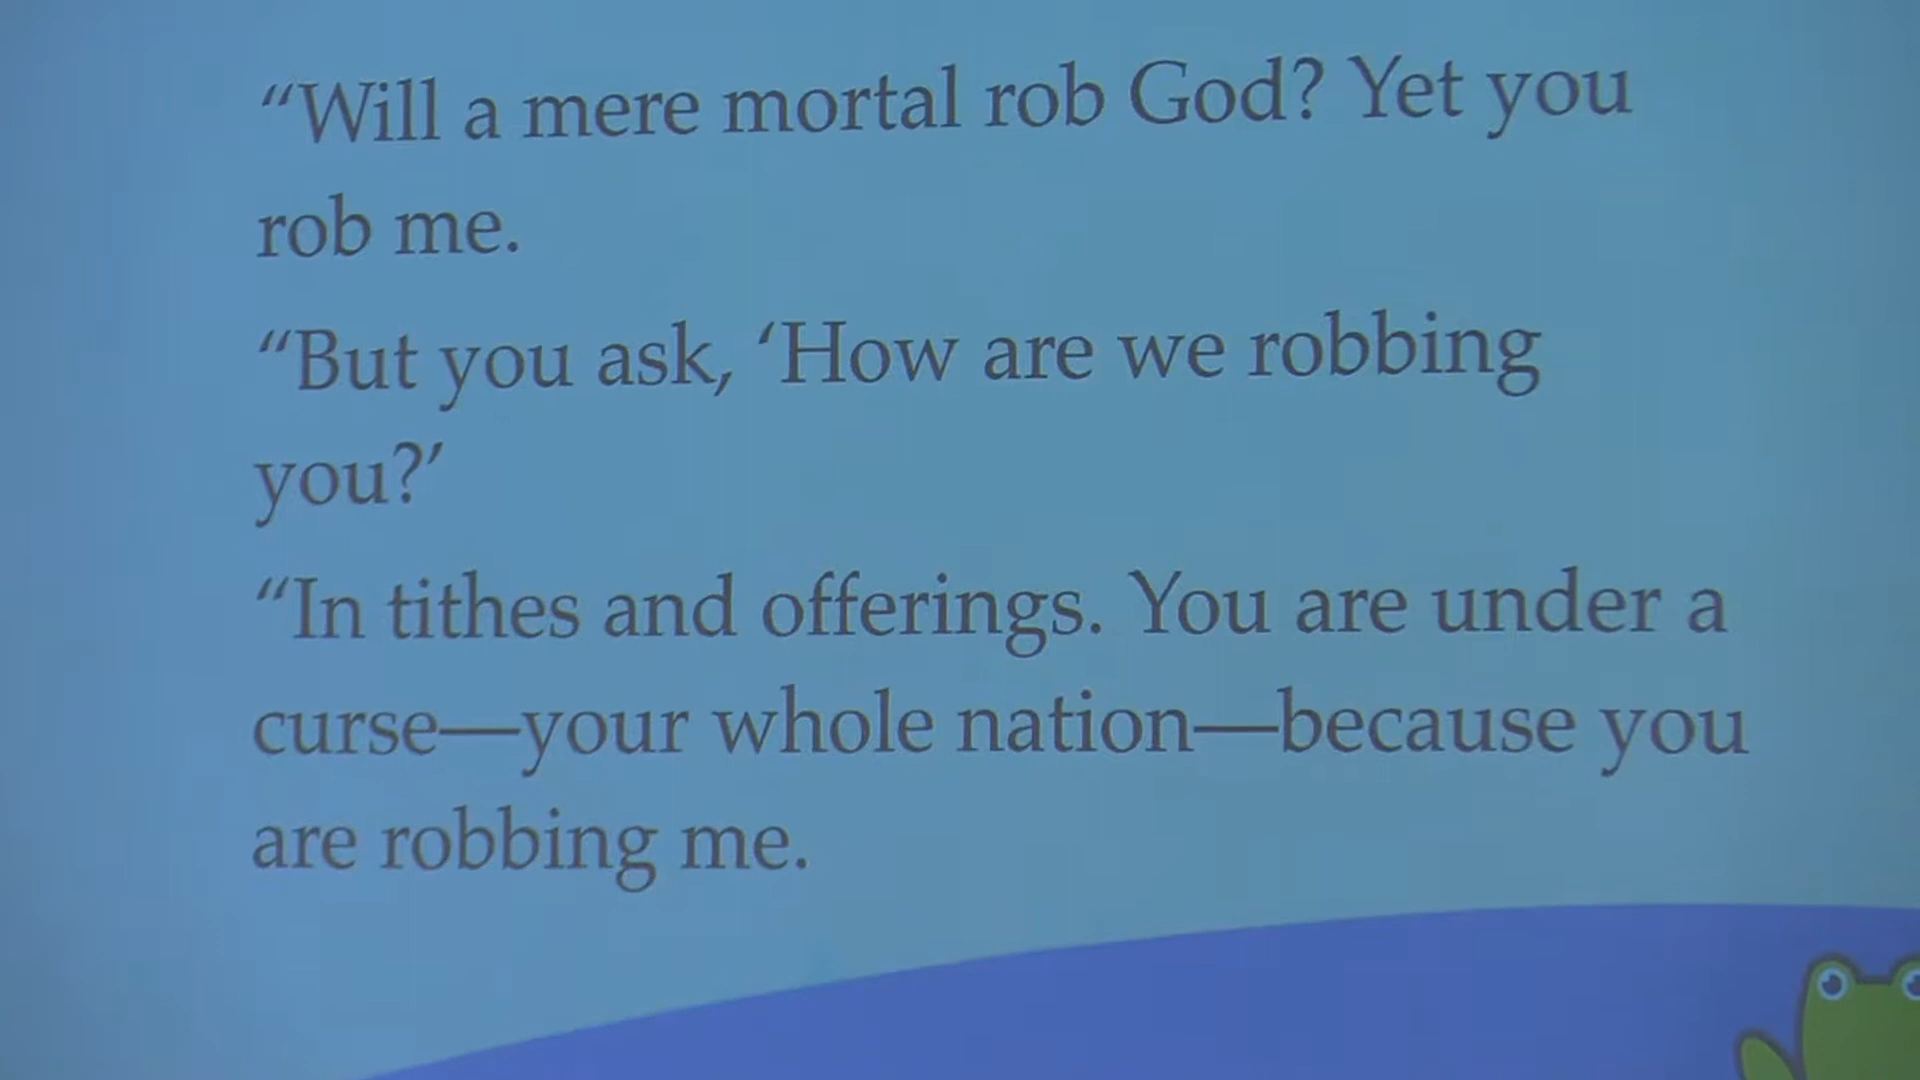 “Will a mere mortal rob God? Yet you
rob me.
“But you ask, ‘How are we robbing
you?’
“In tithes and offerings. You are under a
curse—your whole nation—because you
are robbing me.